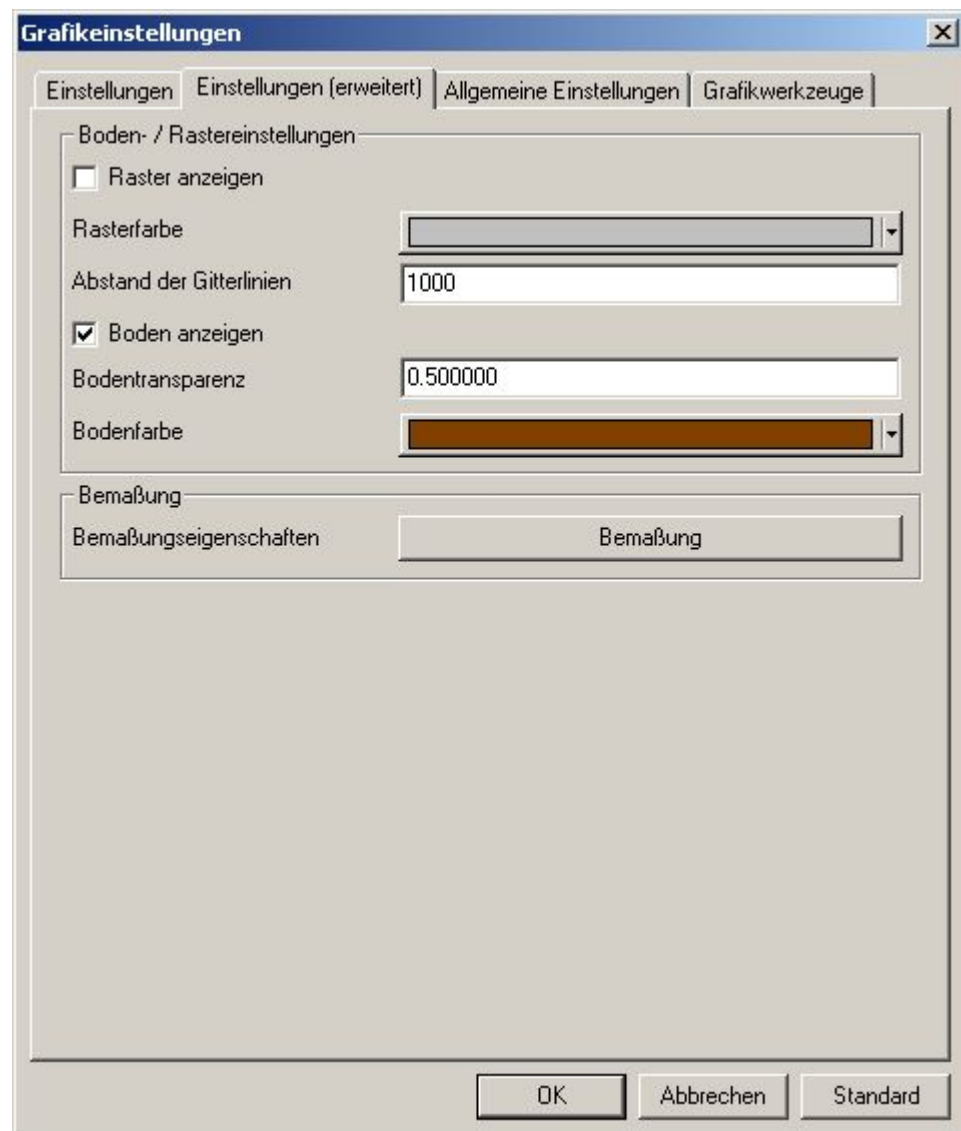 Grafikeinstellungen
Einstellungen Einstellungen (erweitert) Allgemeine Einstellungen Grafikwerkzeuge
Boden- / Rastereinstellungen
Raster anzeigen
Rasterfarbe
Abstand der Gitterlinien 1000
Boden anzeigen
Bodentransparenz 0.500000
Bodenfarbe
Bemaßung
Bemaßungseigenschaften Bemaßung
OK Abbrechen Standard